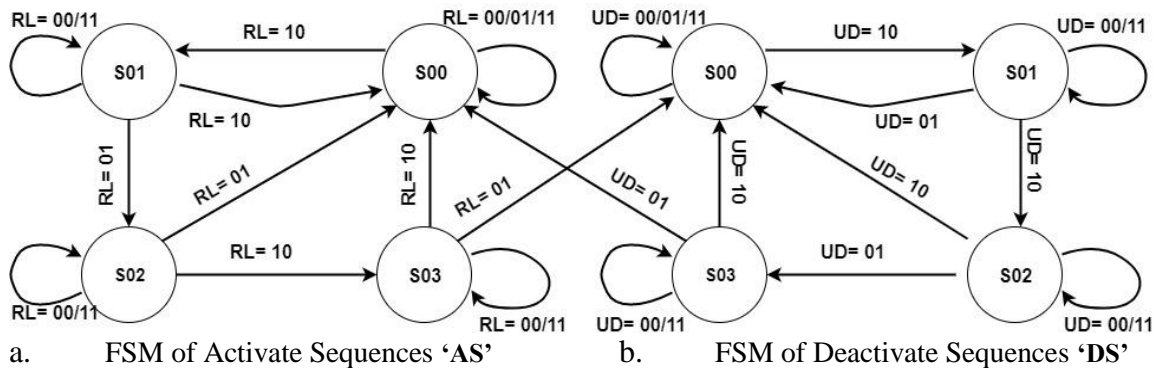 RL= 00/11
RL= 10
RL= 00/01/11
UD= 00/01/11
UD= 10
UD= 00/11
S01
S00
S00
S01
RL= 10
UD= 01
RL= 01
RL= 01
RL= 10
RL= 01
UD= 01
UD= 10
UD= 10
UD= 10
RL= 10
UD= 01
S02
S03
S03
S02
RL= 00/11
RL= 00/11
UD= 00/11
UD= 00/11
a. FSM of Activate Sequences ‘AS’
b. FSM of Deactivate Sequences ‘DS’